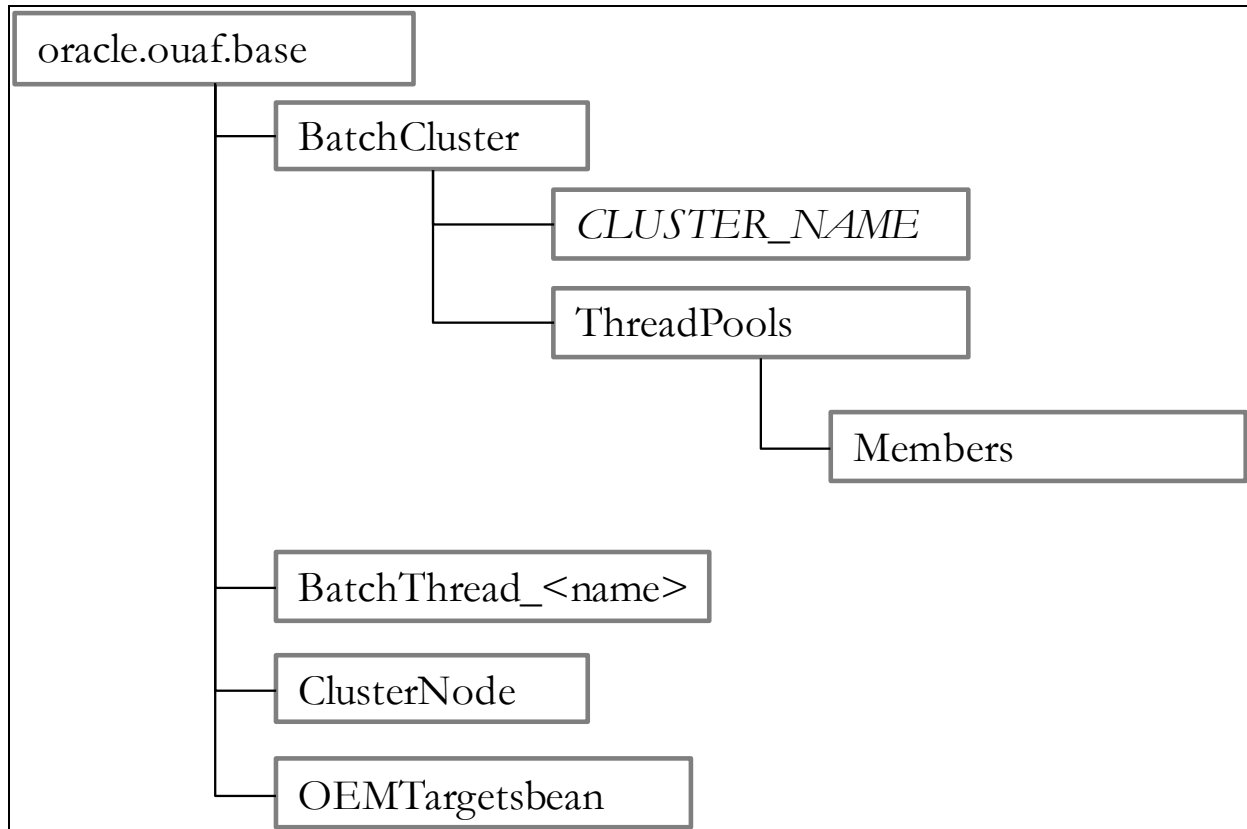 oracle.ouaf.base
BatchCluster
CLUSTER_NAME
ThreadPools
Members
BatchThread_<name>
ClusterNode
OEMTargetsbean